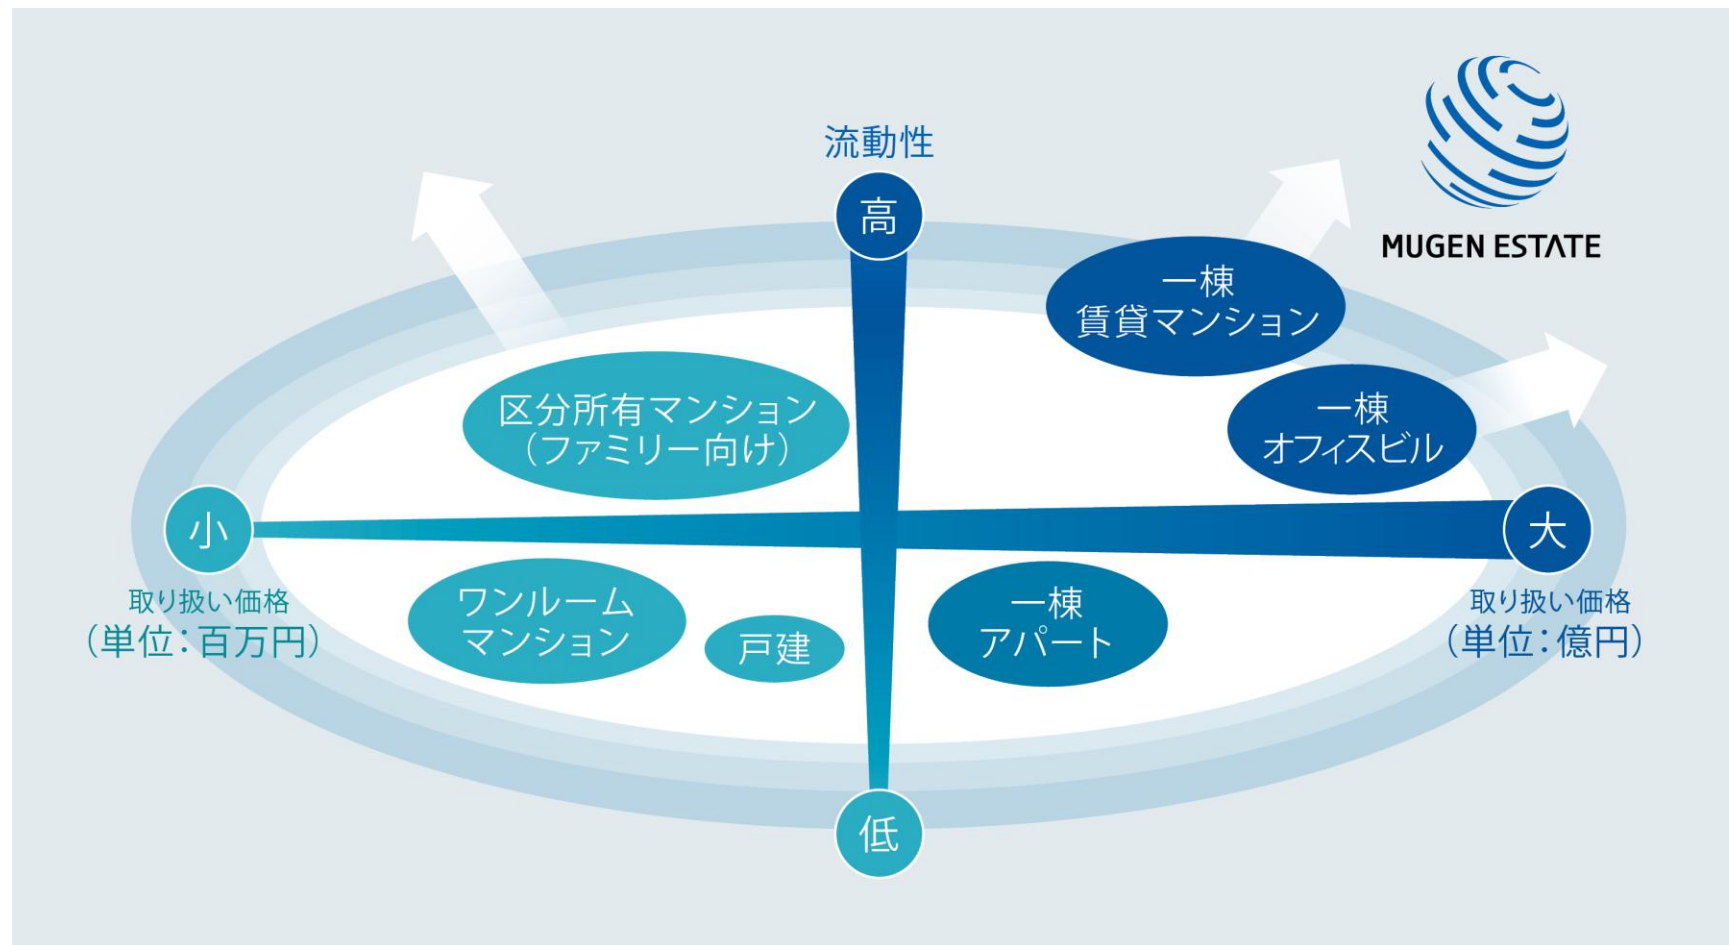 流動性
高
MUGEN ESTATE
一棟
賃貸マンション
区分所有マンション
（ファミリー向け）
一棟
オフィスビル
小
取り扱い価格
（単位：百万円）
大
取り扱い価格
（単位：億円）
ワンルーム
マンション
戸建
一棟
アパート
低